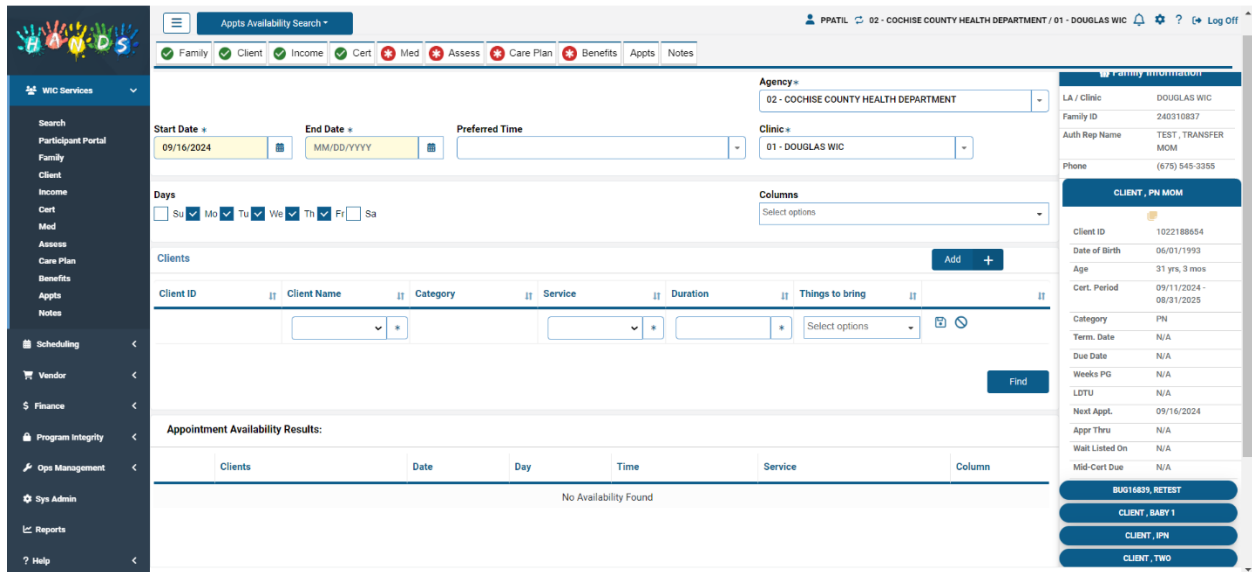 HANDS
Appts Availability Search
PPATIL 02 - COCHISE COUNTY HEALTH DEPARTMENT / 01 - DOUGLAS WIC ? Log Off
Family Client Income Cert Med Assess Care Plan Benefits Appts Notes
WIC Services
Search
Participant Portal
Family
Client
Income
Cert
Med
Assess
Care Plan
Benefits
Appts
Notes
Scheduling
Vendor
$ Finance
Program Integrity
Ops Management
Sys Admin
Reports
? Help
Agency*
02 - COCHISE COUNTY HEALTH DEPARTMENT
Start Date * End Date * Preferred Time Clinic*
09/16/2024 MM/DD/YYYY 01 - DOUGLAS WIC
Days Columns
Su Mo Tu We Th Fr Sa Select options
Clients Add +
Client ID Client Name Category Service Duration Things to bring
* * * Select options
Find
Appointment Availability Results:
Clients Date Day Time Service Column
No Availability Found
Family Information
LA / Clinic DOUGLAS WIC
Family ID 240310837
Auth Rep Name TEST , TRANSFER
MOM
Phone (675) 545-3355
CLIENT , PN MOM
Client ID 1022188654
Date of Birth 06/01/1993
Age 31 yrs, 3 mos
Cert. Period 09/11/2024 -
08/31/2025
Category PN
Term. Date N/A
Due Date N/A
Weeks PG N/A
LDTU N/A
Next Appt. 09/16/2024
Appr Thru N/A
Wait Listed On N/A
Mid-Cert Due N/A
BUG16839, RETEST
CLIENT , BABY 1
CLIENT , IPN
CLIENT , TWO